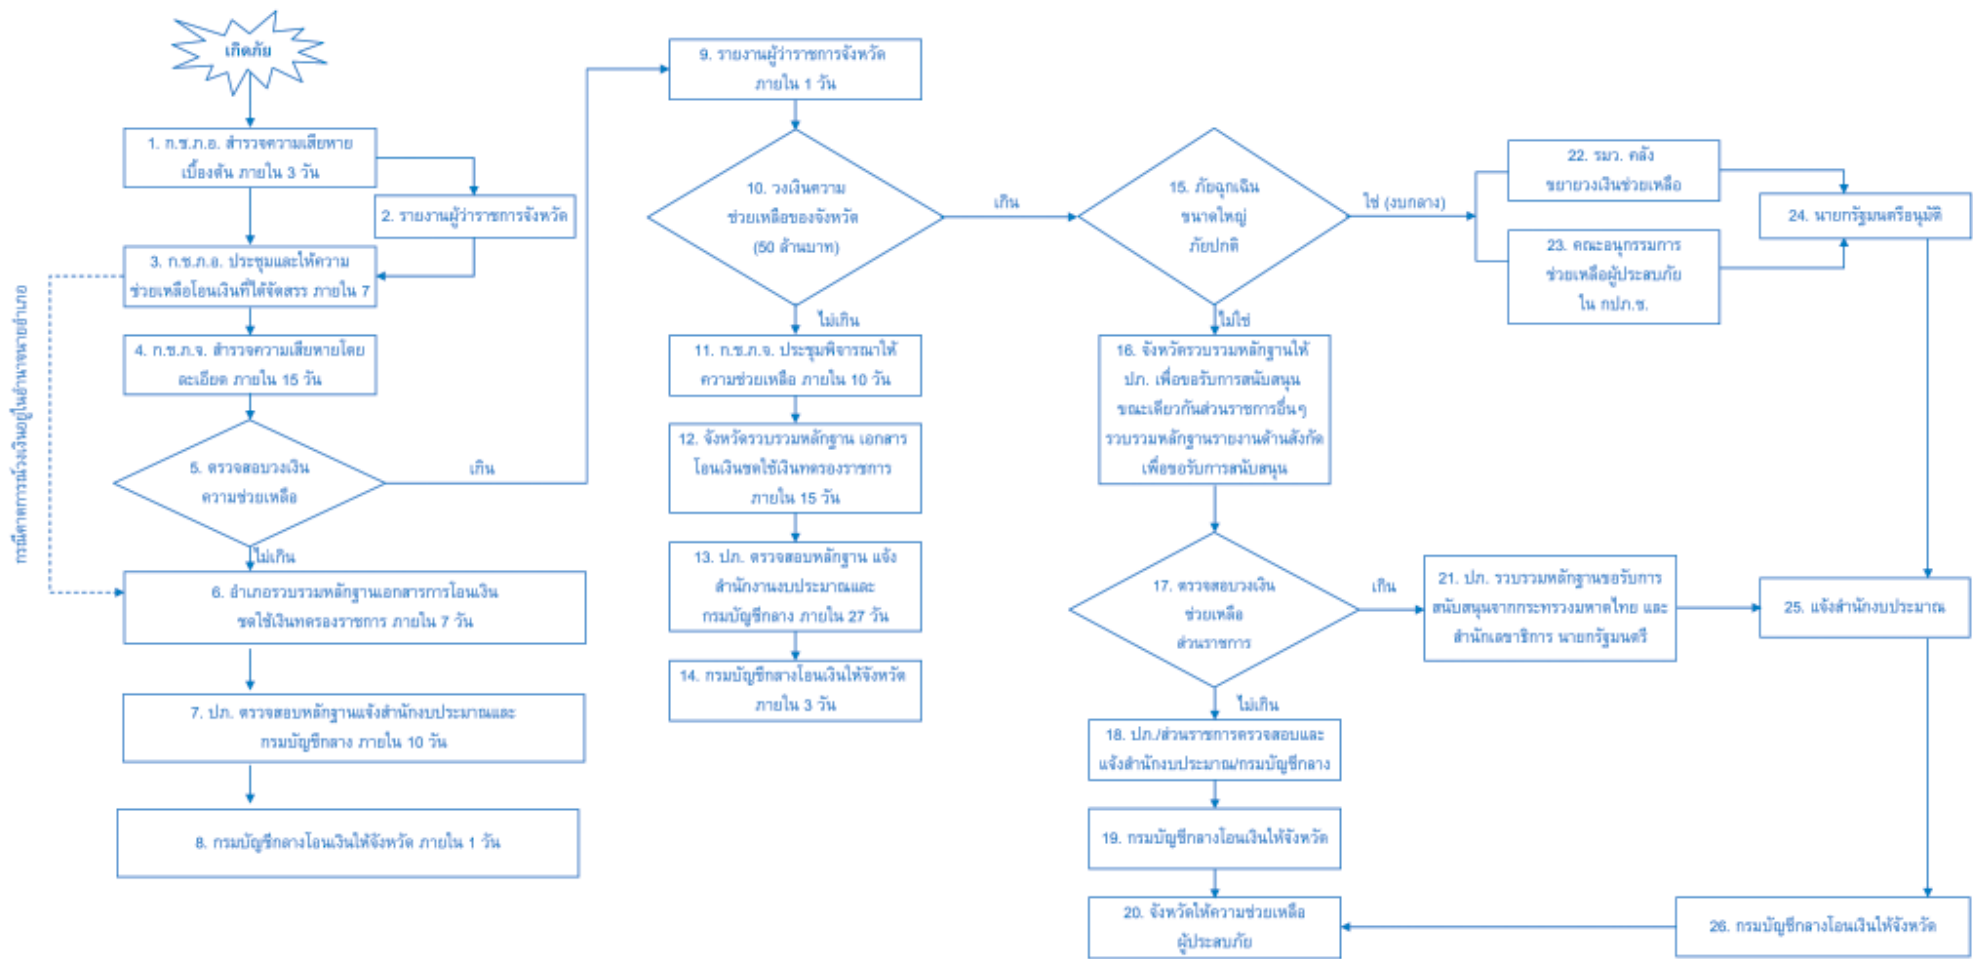 เกิดภัย
1. ก.ช.ภ.อ. สำรวจความเสียหาย
เบื้องต้น ภายใน 3 วัน
2. รายงานผู้ว่าราชการจังหวัด
3. ก.ช.ภ.อ. ประชุมและให้ความ
ช่วยเหลือโอนเงินที่ได้จัดสรร ภายใน 7
4. ก.ช.ภ.จ. สำรวจความเสียหายโดย
ละเอียด ภายใน 15 วัน
5. ตรวจสอบวงเงิน
ความช่วยเหลือ
เกิน
ไม่เกิน
กรณีคาดการณ์วงเงินอยู่ในอำนาจนายอำเภอ
6. อำเภอรวบรวมหลักฐานเอกสารการโอนเงิน
ชดใช้เงินทดรองราชการ ภายใน 7 วัน
7. ปภ. ตรวจสอบหลักฐานแจ้งสำนักงบประมาณและ
กรมบัญชีกลาง ภายใน 10 วัน
8. กรมบัญชีกลางโอนเงินให้จังหวัด ภายใน 1 วัน
9. รายงานผู้ว่าราชการจังหวัด
ภายใน 1 วัน
10. วงเงินความ
ช่วยเหลือของจังหวัด
(50 ล้านบาท)
เกิน
ไม่เกิน
11. ก.ช.ภ.จ. ประชุมพิจารณาให้
ความช่วยเหลือ ภายใน 10 วัน
12. จังหวัดรวบรวมหลักฐาน เอกสาร
โอนเงินชดใช้เงินทดรองราชการ
ภายใน 15 วัน
13. ปภ. ตรวจสอบหลักฐาน แจ้ง
สำนักงานงบประมาณและ
กรมบัญชีกลาง ภายใน 27 วัน
14. กรมบัญชีกลางโอนเงินให้จังหวัด
ภายใน 3 วัน
15. ภัยฉุกเฉิน
ขนาดใหญ่
ภัยปกติ
ใช่ (งบกลาง)
ไม่ใช่
16. จังหวัดรวบรวมหลักฐานให้
ปภ. เพื่อขอรับการสนับสนุน
ขณะเดียวกันส่วนราชการอื่นๆ
รวบรวมหลักฐานรายงานต้นสังกัด
เพื่อขอรับการสนับสนุน
17. ตรวจสอบวงเงิน
ช่วยเหลือ
ส่วนราชการ
เกิน
ไม่เกิน
18. ปภ./ส่วนราชการตรวจสอบและ
แจ้งสำนักงบประมาณ/กรมบัญชีกลาง
19. กรมบัญชีกลางโอนเงินให้จังหวัด
20. จังหวัดให้ความช่วยเหลือ
ผู้ประสบภัย
21. ปภ. รวบรวมหลักฐานขอรับการ
สนับสนุนจากกระทรวงมหาดไทย และ
สำนักเลขาธิการ นายกรัฐมนตรี
22. รมว. คลัง
ขยายวงเงินช่วยเหลือ
23. คณะอนุกรรมการ
ช่วยเหลือผู้ประสบภัย
ใน กปภ.ช.
24. นายกรัฐมนตรีอนุมัติ
25. แจ้งสำนักงบประมาณ
26. กรมบัญชีกลางโอนเงินให้จังหวัด